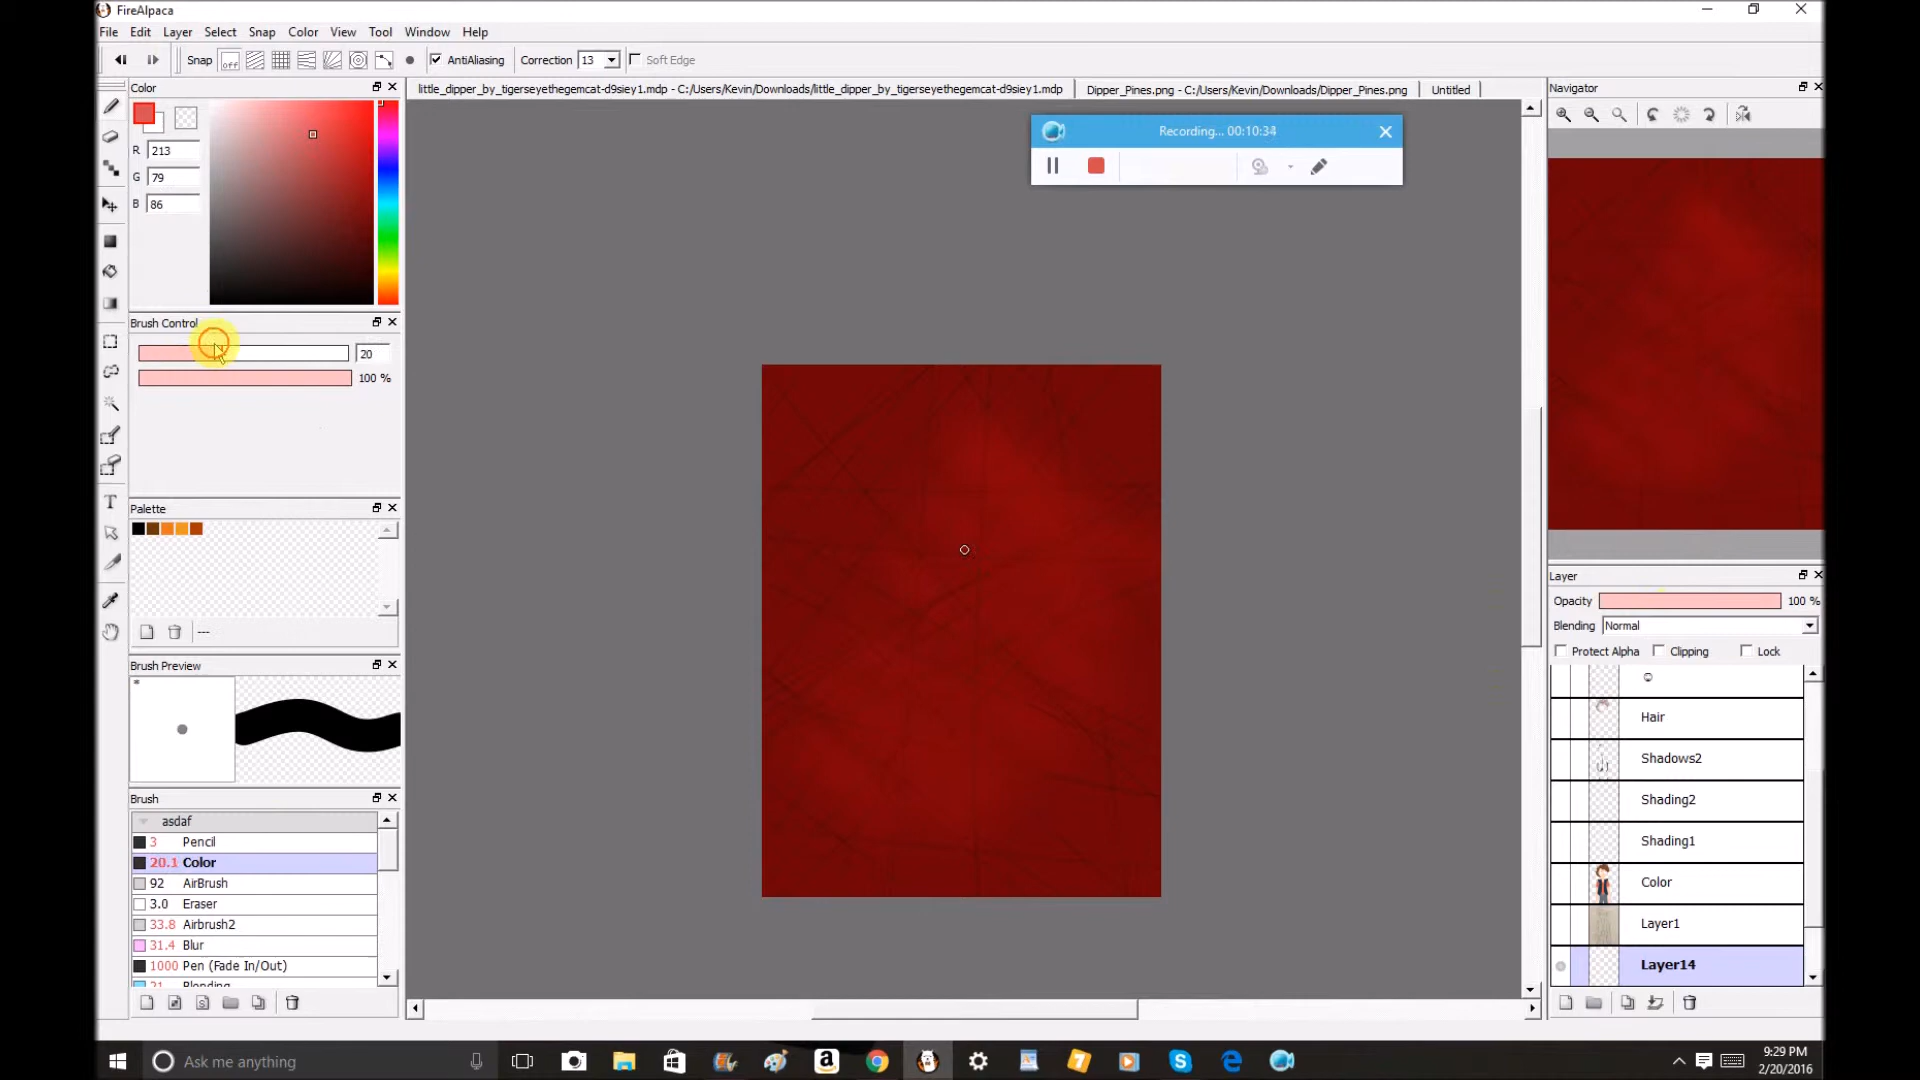 FireAlpaca
File Edit Layer Select Snap Color View Tool Window Help
Snap off AntiAliasing Correction 13 Soft Edge
Color
little_dipper_by_tigerseyethegemcat-d9siey1.mdp - C:/Users/Kevin/Downloads/little_dipper_by_tigerseyethegemcat-d9siey1.mdp
Dipper_Pines.png - C:/Users/Kevin/Downloads/Dipper_Pines.png
Untitled
Navigator
Recording... 00:10:34
R 213
G 79
B 86
Brush Control
20
100 %
Palette
---
Brush Preview
*
Brush
asdaf
3 Pencil
20.1 Color
92 AirBrush
3.0 Eraser
33.8 Airbrush2
31.4 Blur
1000 Pen (Fade In/Out)
21 Blending
Layer
Opacity 100 %
Blending Normal
Protect Alpha Clipping Lock
Hair
Shadows2
Shading2
Shading1
Color
Layer1
Layer14
Ask me anything
9:29 PM
2/20/2016